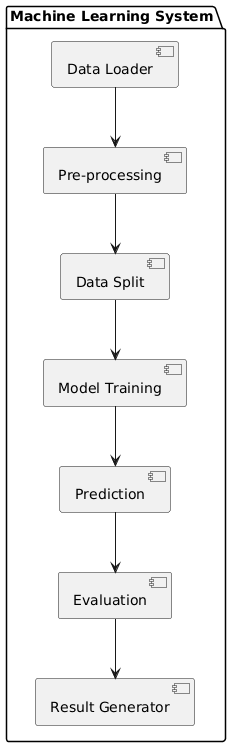 Machine Learning System
Data Loader
Pre-processing
Data Split
Model Training
Prediction
Evaluation
Result Generator